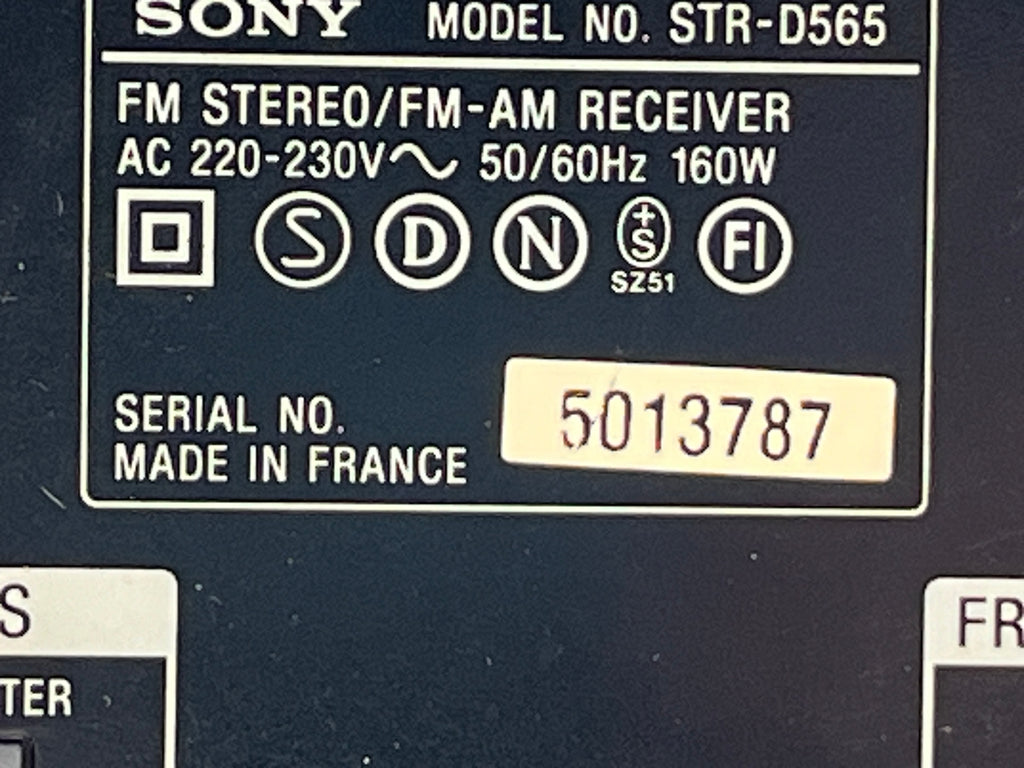 SONY MODEL NO. STR-D565
FM STEREO/FM-AM RECEIVER
AC 220-230V～ 50/60Hz 160W
S D N +S FI
SZ51
SERIAL NO. 5013787
MADE IN FRANCE
S
TER
FR